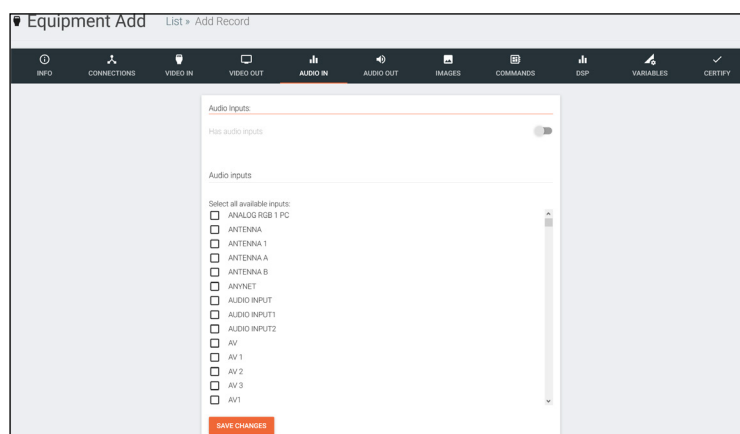 Equipment Add List » Add Record
INFO CONNECTIONS VIDEO IN VIDEO OUT AUDIO IN AUDIO OUT IMAGES COMMANDS DSP VARIABLES CERTIFY
Audio Inputs:
Has audio inputs
Audio inputs
Select all available inputs:
ANALOG RGB 1 PC
ANTENNA
ANTENNA 1
ANTENNA A
ANTENNA B
ANYNET
AUDIO INPUT
AUDIO INPUT1
AUDIO INPUT2
AV
AV 1
AV 2
AV 3
AV1
SAVE CHANGES